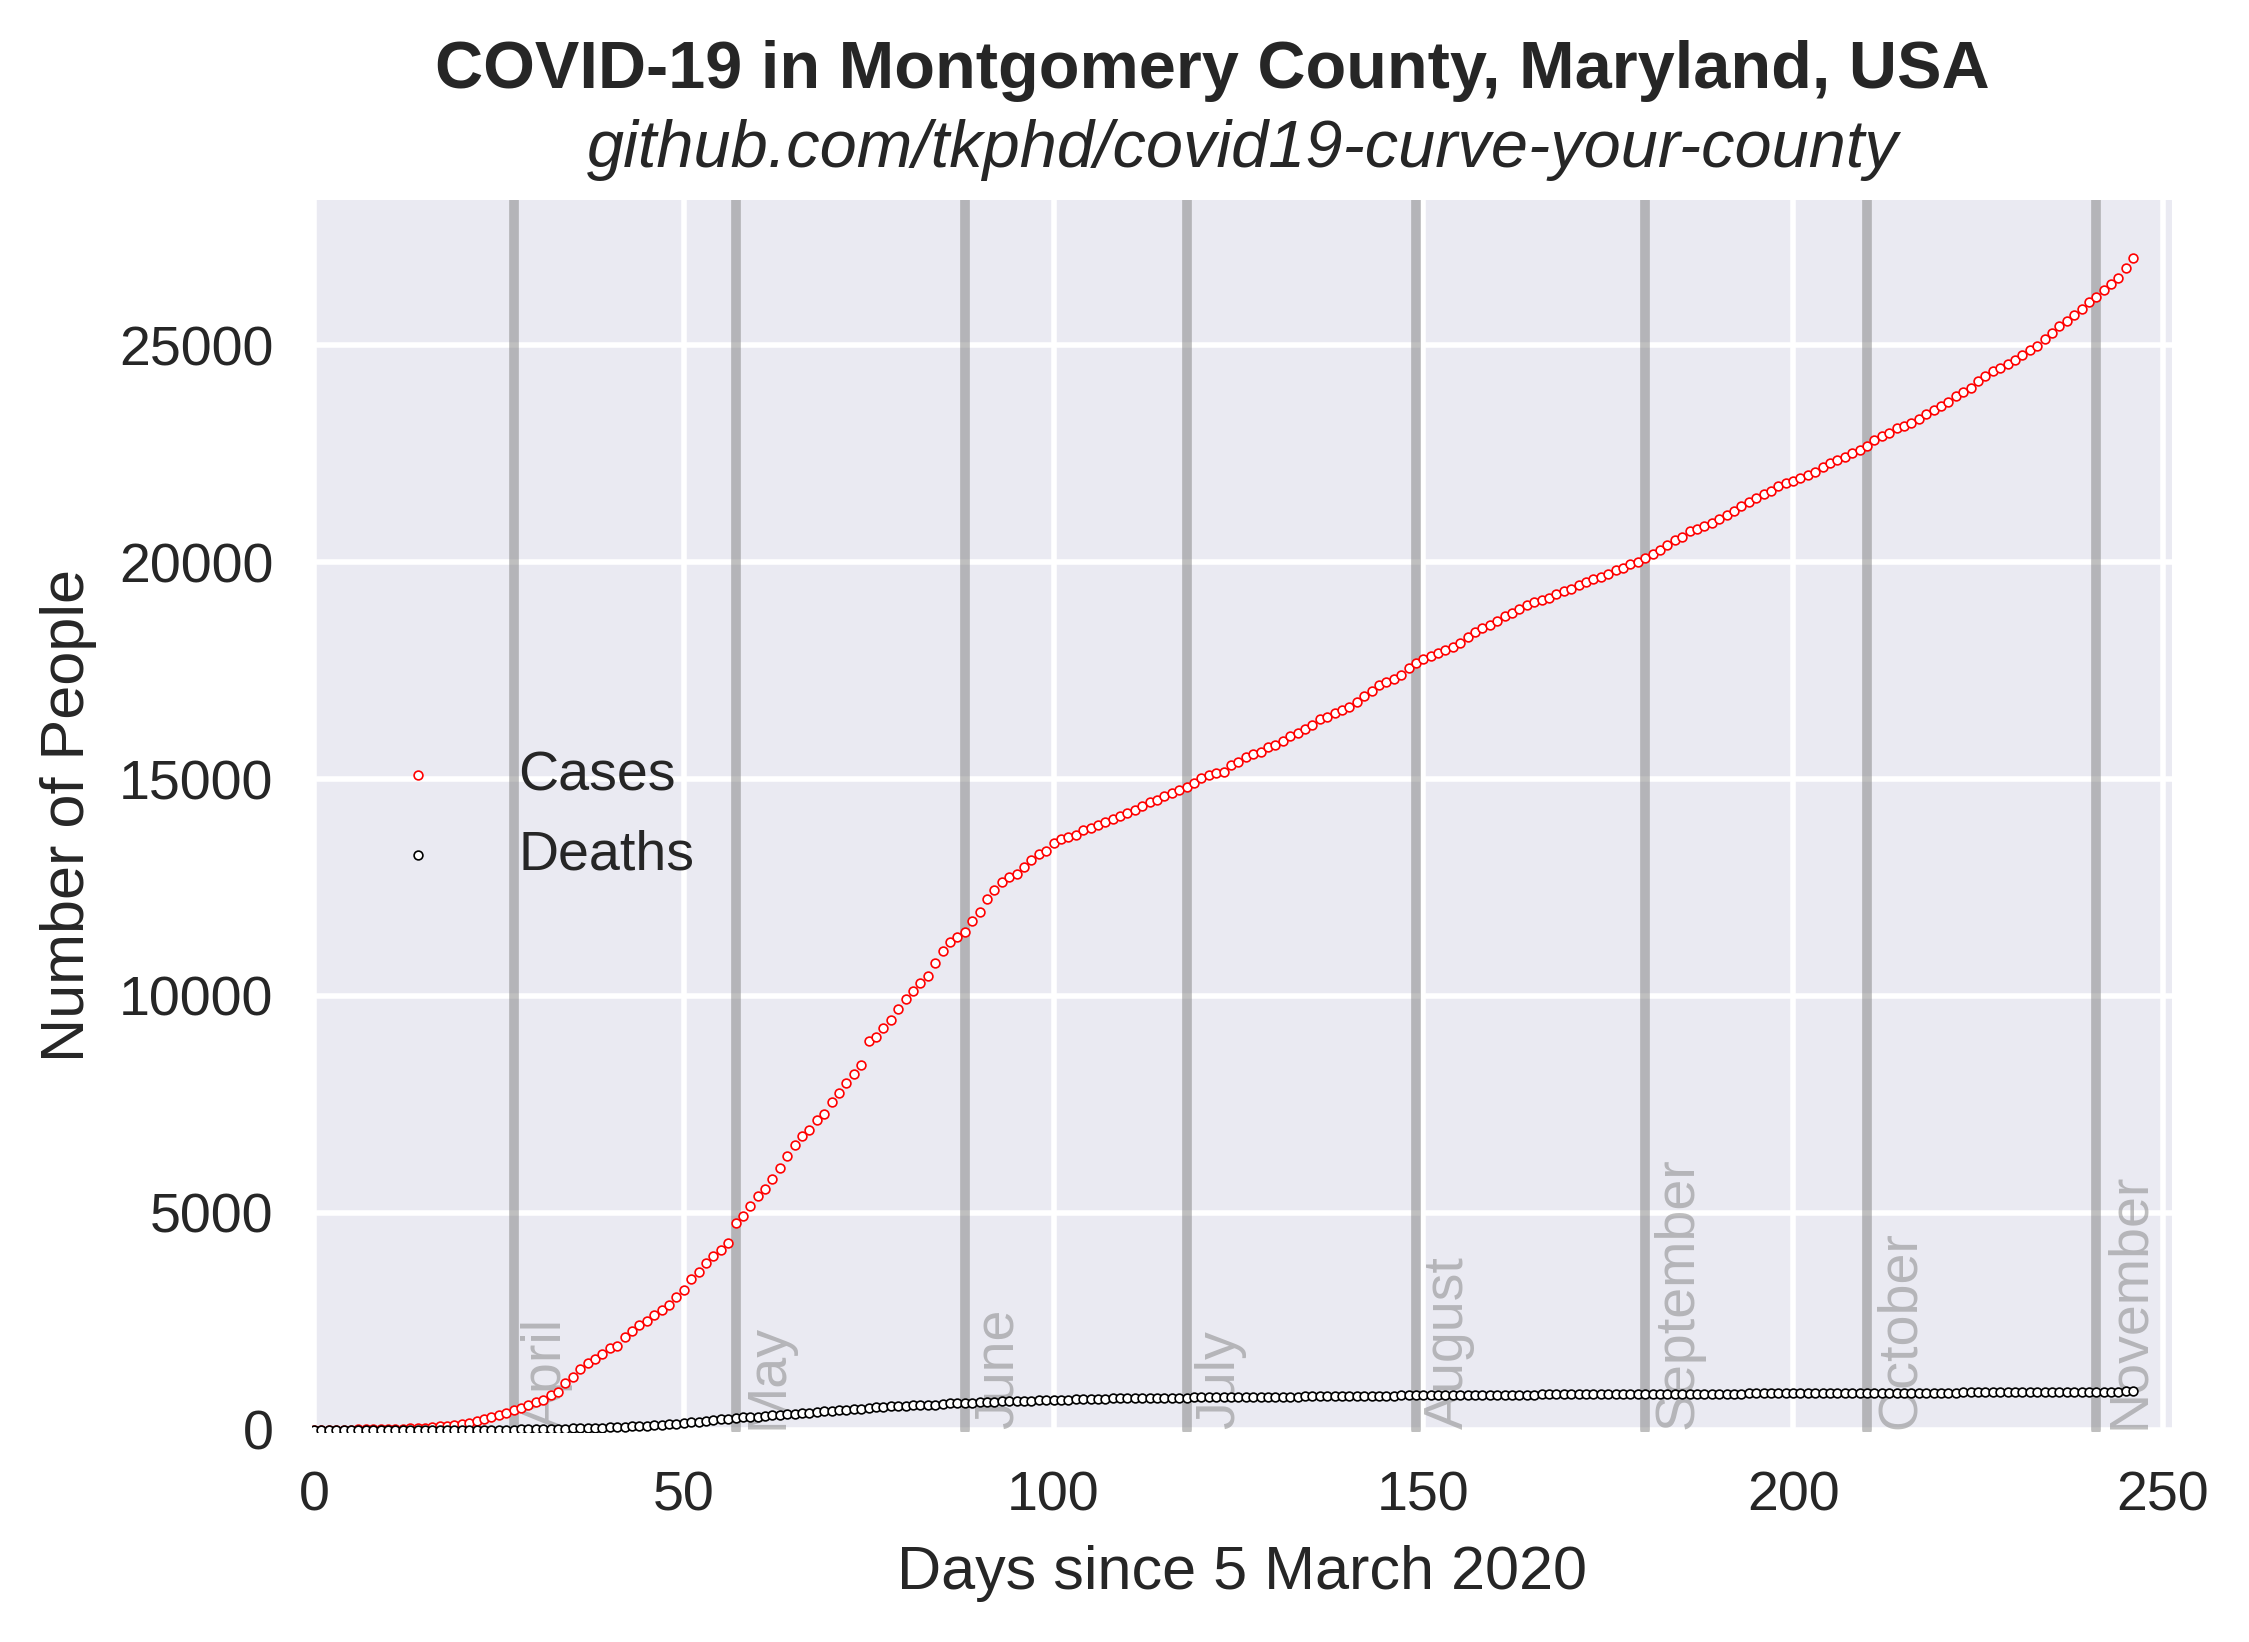 COVID-19 in Montgomery County, Maryland, USA
github.com/tkphd/covid19-curve-your-county
Number of People
25000
20000
15000
10000
5000
0
Cases
Deaths
April
May
June
July
August
September
October
November
0
50
100
150
200
250
Days since 5 March 2020